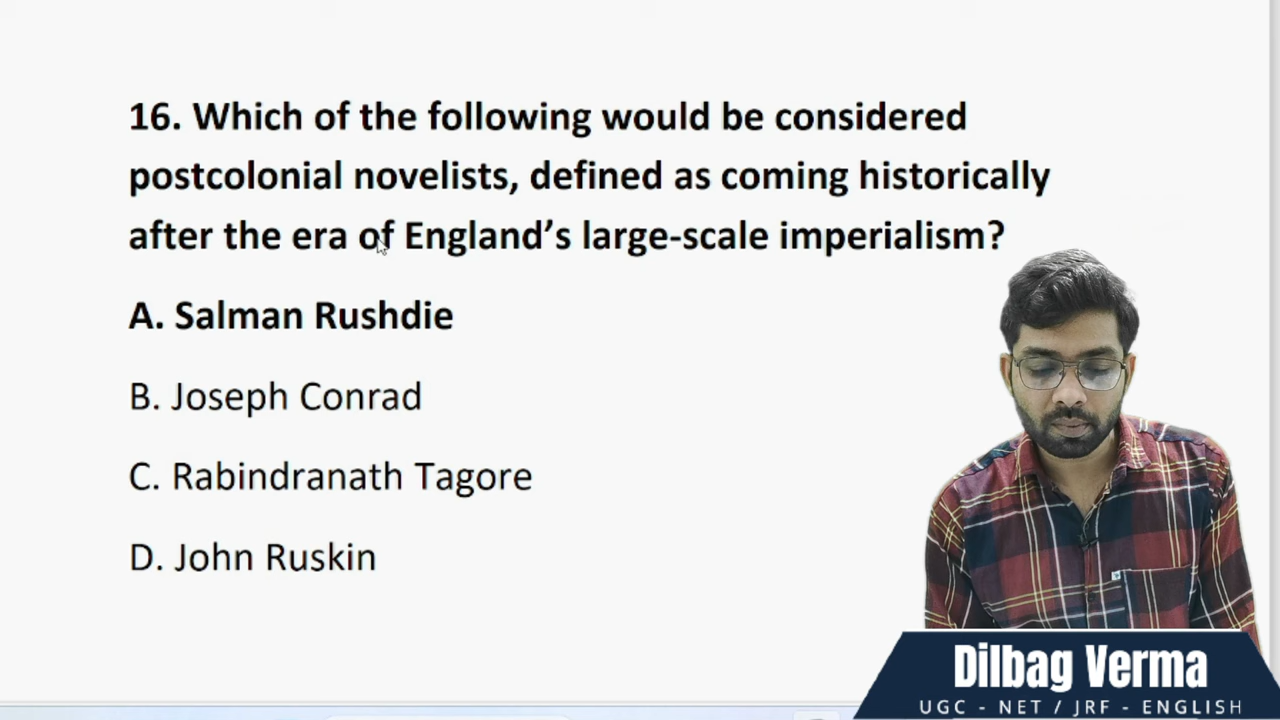 16. Which of the following would be considered
postcolonial novelists, defined as coming historically
after the era of England’s large-scale imperialism?
A. Salman Rushdie
B. Joseph Conrad
C. Rabindranath Tagore
D. John Ruskin
Dilbag Verma
UGC - NET / JRF - ENGLISH